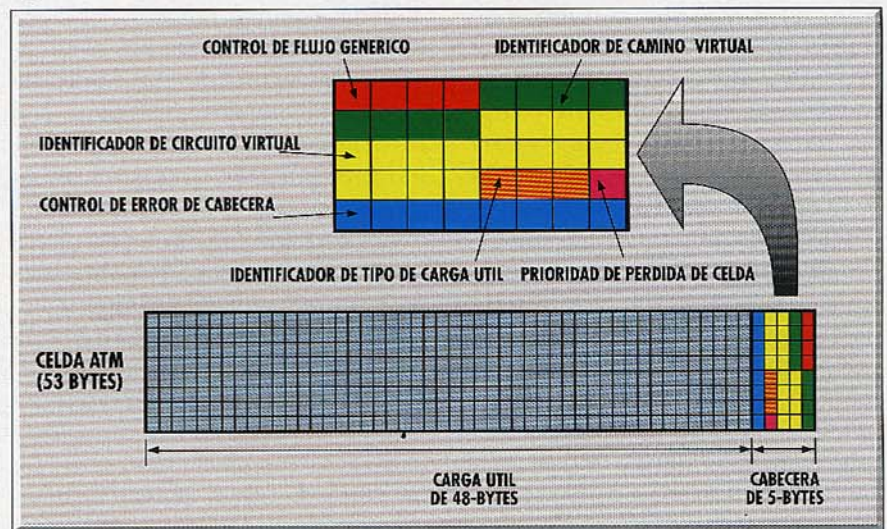 CONTROL DE FLUJO GENERICO
IDENTIFICADOR DE CAMINO VIRTUAL
IDENTIFICADOR DE CIRCUITO VIRTUAL
CONTROL DE ERROR DE CABECERA
IDENTIFICADOR DE TIPO DE CARGA UTIL
PRIORIDAD DE PERDIDA DE CELDA
CELDA ATM
(53 BYTES)
CARGA UTIL
DE 48-BYTES
CABECERA
DE 5-BYTES